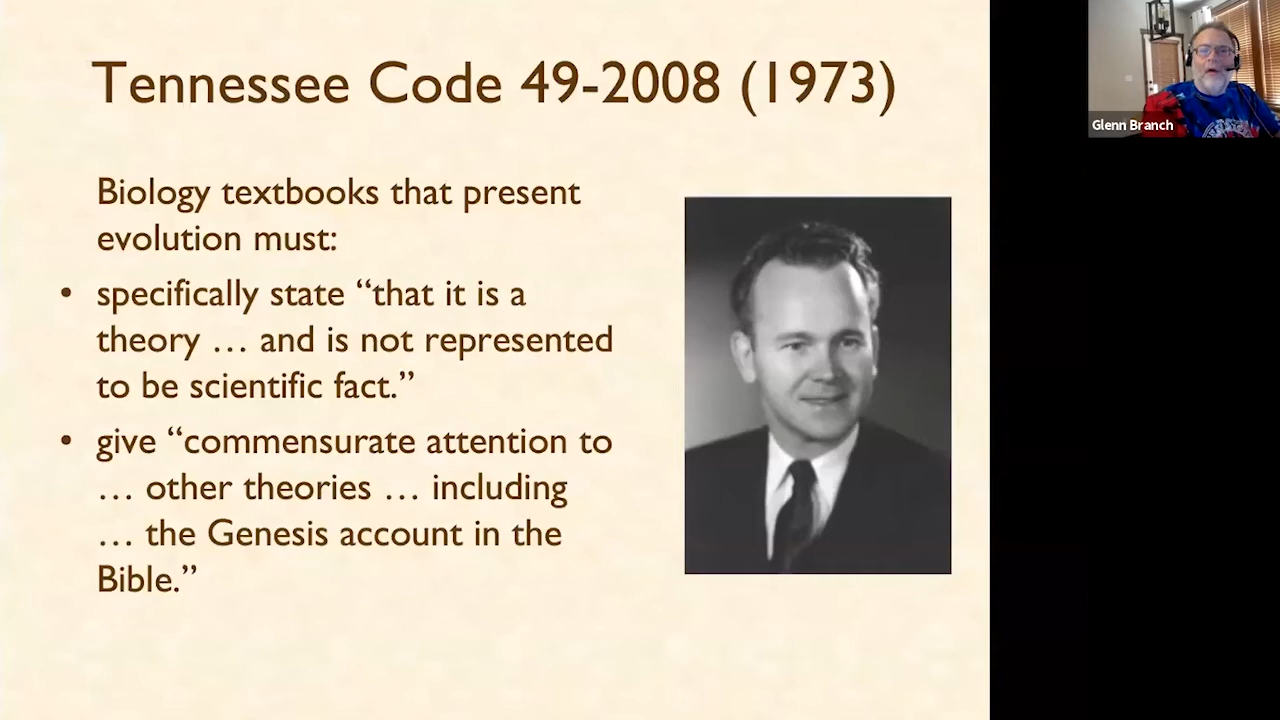 Tennessee Code 49-2008 (1973)
Biology textbooks that present
evolution must:
• specifically state “that it is a
theory … and is not represented
to be scientific fact.”
• give “commensurate attention to
… other theories … including
… the Genesis account in the
Bible.”
Glenn Branch